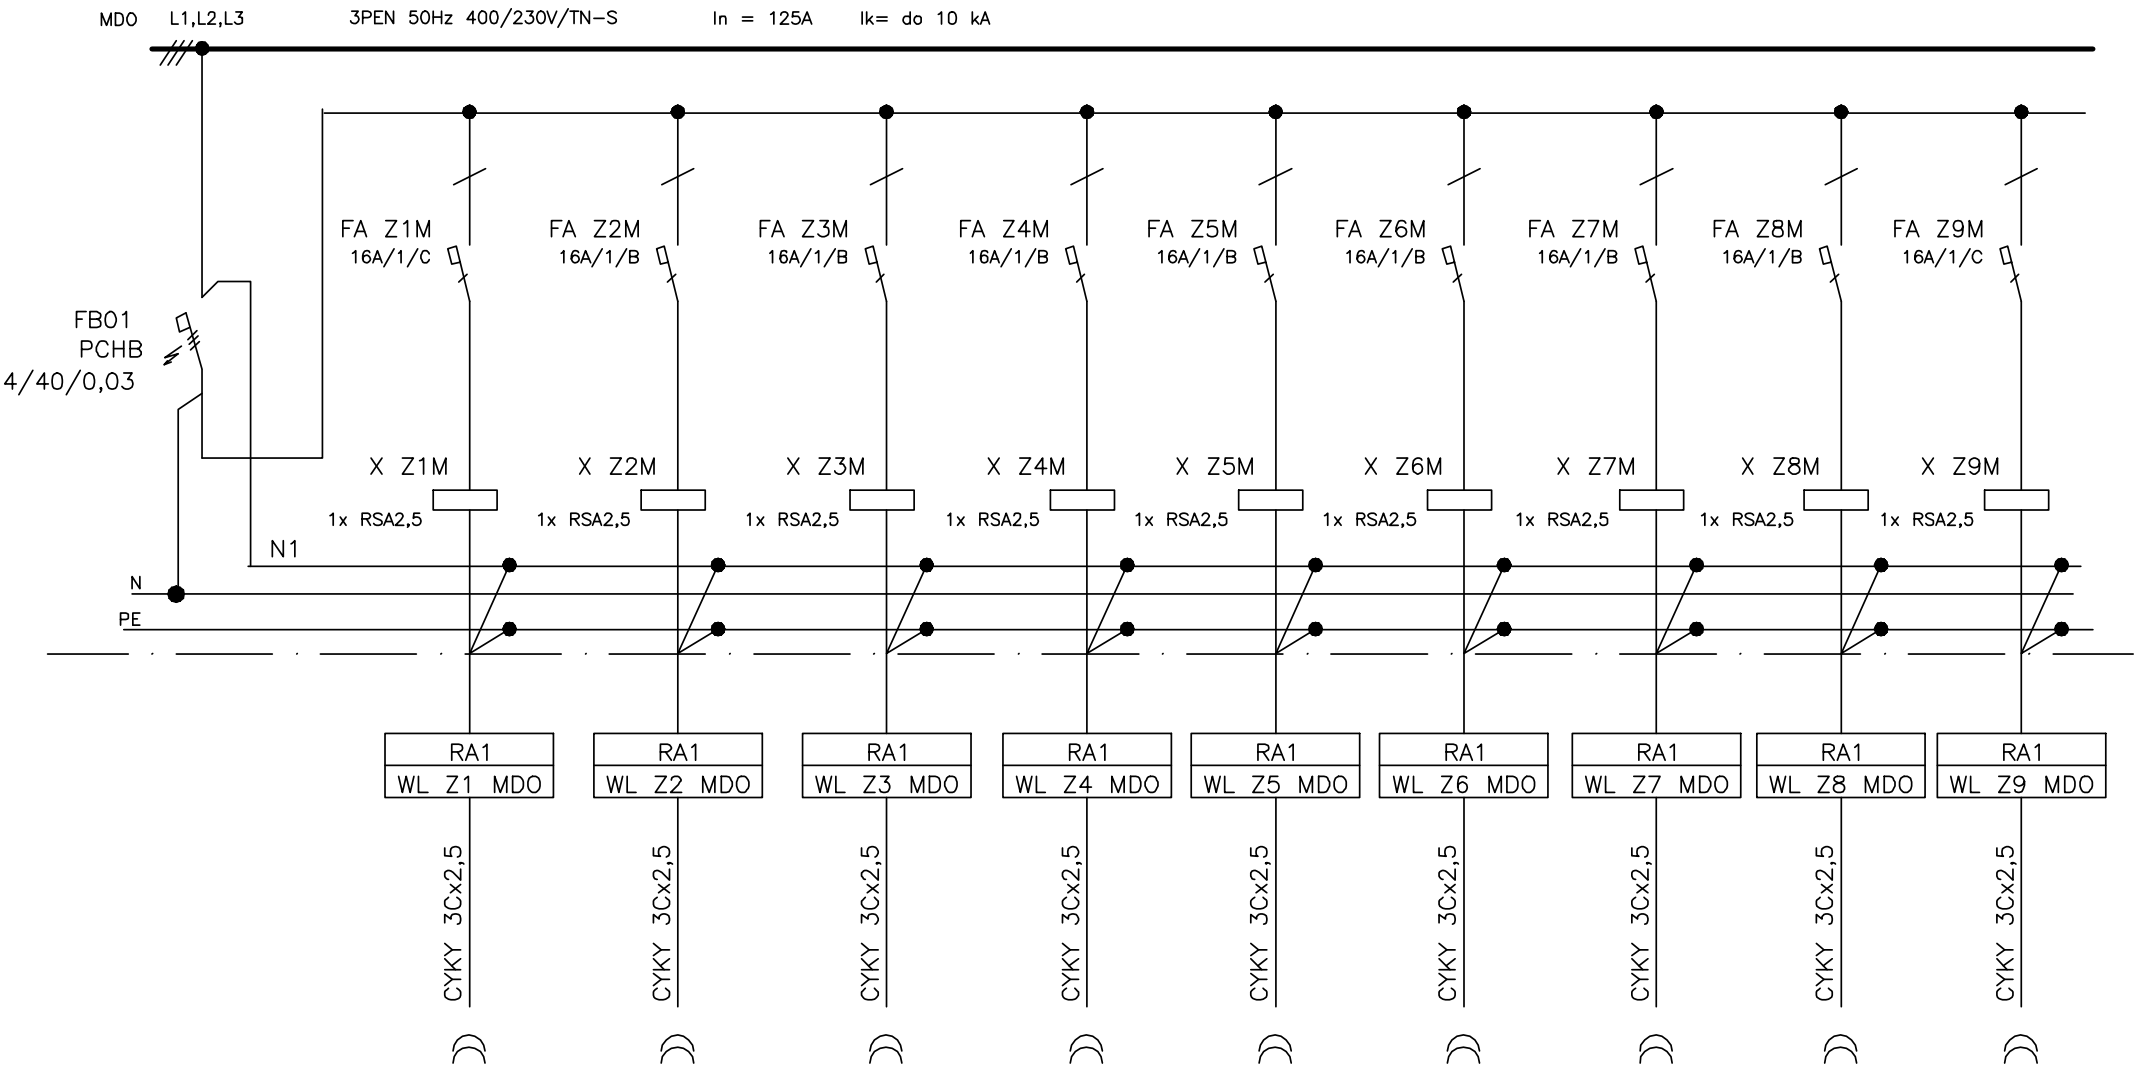 MDO L1,L2,L3 3PEN 50Hz 400/230V/TN-S In = 125A Ik= do 10 kA
FA Z1M FA Z2M FA Z3M FA Z4M FA Z5M FA Z6M FA Z7M FA Z8M FA Z9M
16A/1/C 16A/1/B 16A/1/B 16A/1/B 16A/1/B 16A/1/B 16A/1/B 16A/1/B 16A/1/C
FB01
PCHB
4/40/0,03
X Z1M X Z2M X Z3M X Z4M X Z5M X Z6M X Z7M X Z8M X Z9M
1x RSA2,5 1x RSA2,5 1x RSA2,5 1x RSA2,5 1x RSA2,5 1x RSA2,5 1x RSA2,5 1x RSA2,5 1x RSA2,5
N1
N
PE
RA1 RA1 RA1 RA1 RA1 RA1 RA1 RA1 RA1
WL Z1 MDO WL Z2 MDO WL Z3 MDO WL Z4 MDO WL Z5 MDO WL Z6 MDO WL Z7 MDO WL Z8 MDO WL Z9 MDO
CYKY 3Cx2,5 CYKY 3Cx2,5 CYKY 3Cx2,5 CYKY 3Cx2,5 CYKY 3Cx2,5 CYKY 3Cx2,5 CYKY 3Cx2,5 CYKY 3Cx2,5 CYKY 3Cx2,5